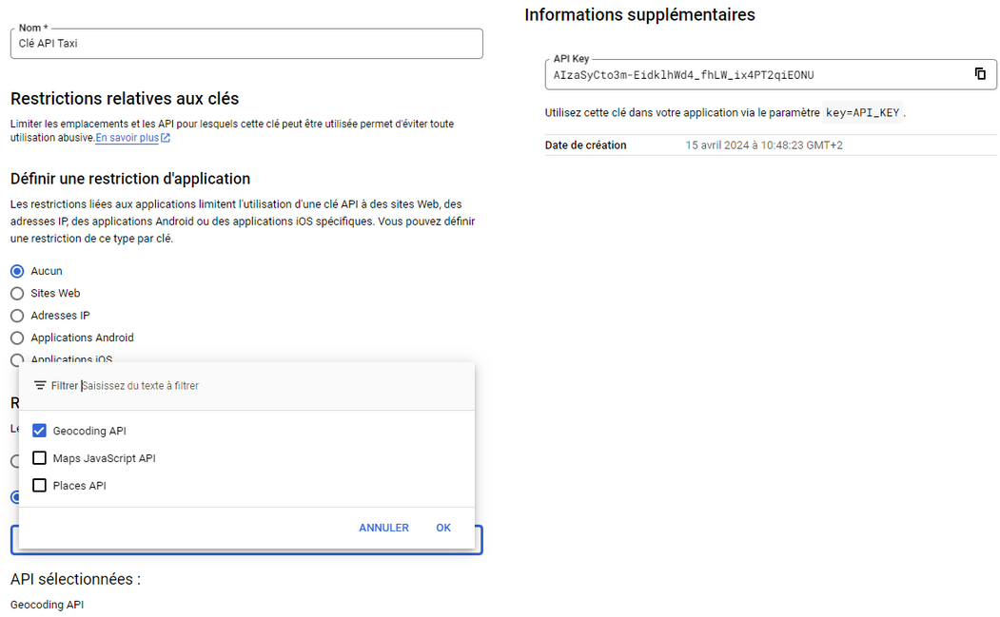 Nom *
Clé API Taxi
Restrictions relatives aux clés
Limiter les emplacements et les API pour lesquels cette clé peut être utilisée permet d'éviter toute
utilisation abusive.En savoir plus
Définir une restriction d'application
Les restrictions liées aux applications limitent l'utilisation d'une clé API à des sites Web, des
adresses IP, des applications Android ou des applications iOS spécifiques. Vous pouvez définir
une restriction de ce type par clé.
Aucun
Sites Web
Adresses IP
Applications Android
Applications iOS
Filtrer Saisissez du texte à filtrer
Geocoding API
Maps JavaScript API
Places API
ANNULER OK
API sélectionnées :
Geocoding API
Informations supplémentaires
API Key
AIzaSyCto3m-EidklhWd4_fhLW_ix4PT2qiEONU
Utilisez cette clé dans votre application via le paramètre key=API_KEY .
Date de création 15 avril 2024 à 10:48:23 GMT+2